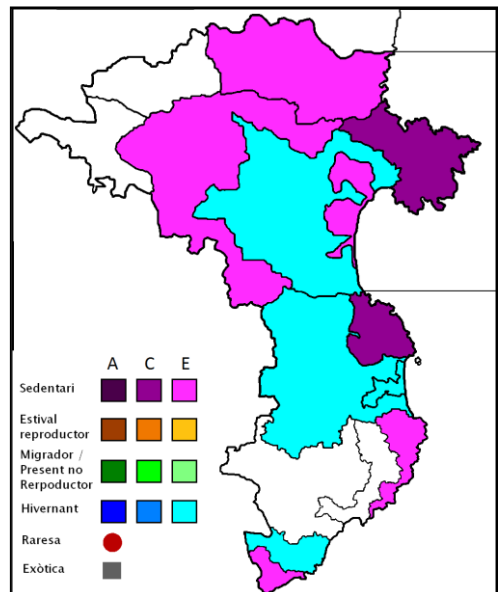 A C E
Sedentari
Estival
reproductor
Migrador /
Present no
Rerpoductor
Hivernant
Raresa
Exòtica